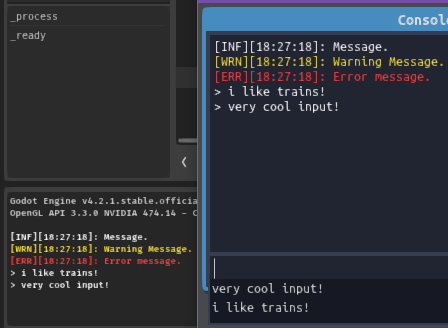 _process
_ready
Godot Engine v4.2.1.stable.officia
OpenGL API 3.3.0 NVIDIA 474.14 - C
[INF][18:27:18]: Message.
[WRN][18:27:18]: Warning Message.
[ERR][18:27:18]: Error message.
> i like trains!
> very cool input!
Conso
[INF][18:27:18]: Message.
[WRN][18:27:18]: Warning Message.
[ERR][18:27:18]: Error message.
> i like trains!
> very cool input!
very cool input!
i like trains!